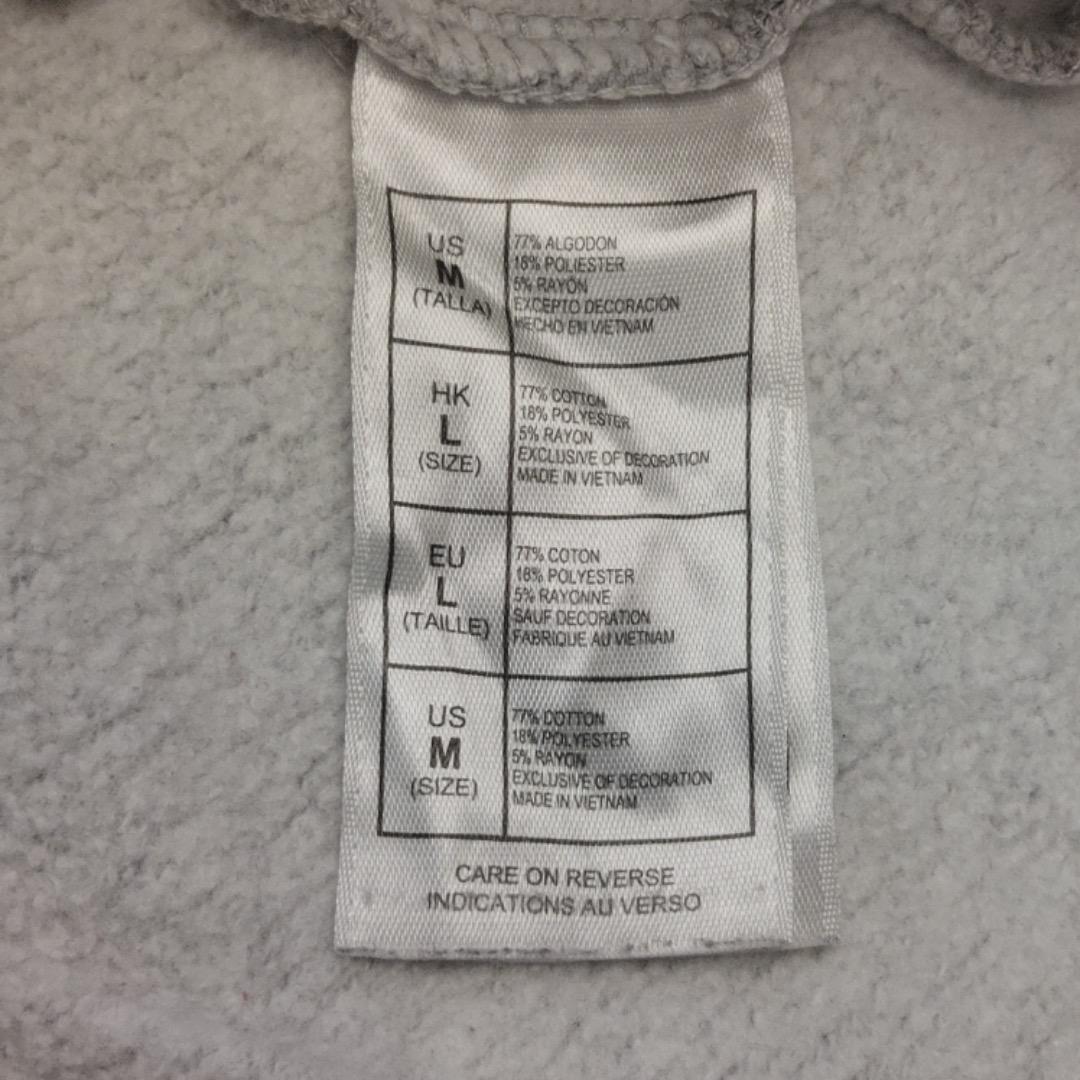 US
M
(TALLA)
77% ALGODON
18% POLIESTER
5% RAYÓN
EXCEPTO DECORACIÓN
HECHO EN VIETNAM
HK
L
(SIZE)
77% COTTON
18% POLYESTER
5% RAYON
EXCLUSIVE OF DECORATION
MADE IN VIETNAM
EU
L
(TAILLE)
77% COTON
18% POLYESTER
5% RAYONNE
SAUF DECORATION
FABRIQUE AU VIETNAM
US
M
(SIZE)
77% COTTON
18% POLYESTER
5% RAYON
EXCLUSIVE OF DECORATION
MADE IN VIETNAM
CARE ON REVERSE
INDICATIONS AU VERSO